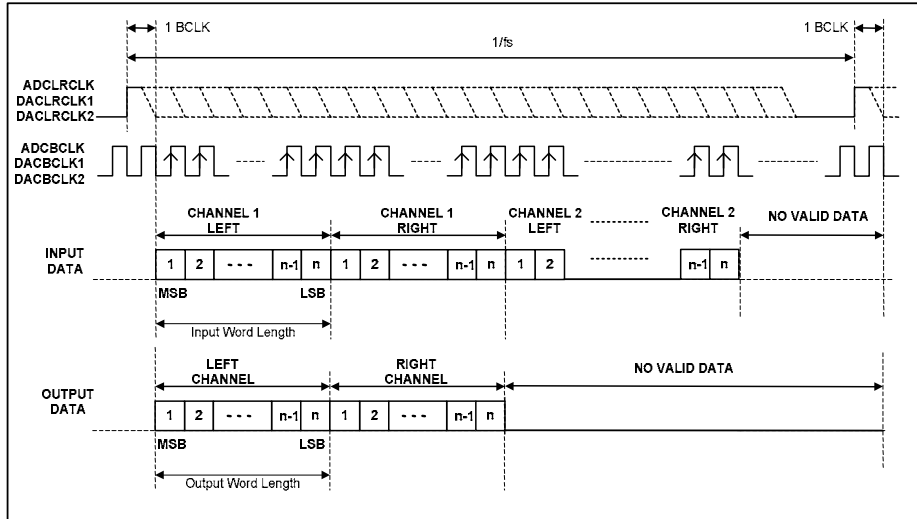 1 BCLK
1/fs
1 BCLK
ADCLRCLK
DACLRCLK1
DACLRCLK2
ADCBCLK
DACBCLK1
DACBCLK2
CHANNEL 1
LEFT
CHANNEL 1
RIGHT
CHANNEL 2
LEFT
CHANNEL 2
RIGHT
NO VALID DATA
INPUT
DATA
1 2 - - - n-1 n 1 2 - - - n-1 n 1 2 n-1 n
MSB LSB
Input Word Length
LEFT
CHANNEL
RIGHT
CHANNEL
NO VALID DATA
OUTPUT
DATA
1 2 - - - n-1 n 1 2 - - - n-1 n
MSB LSB
Output Word Length